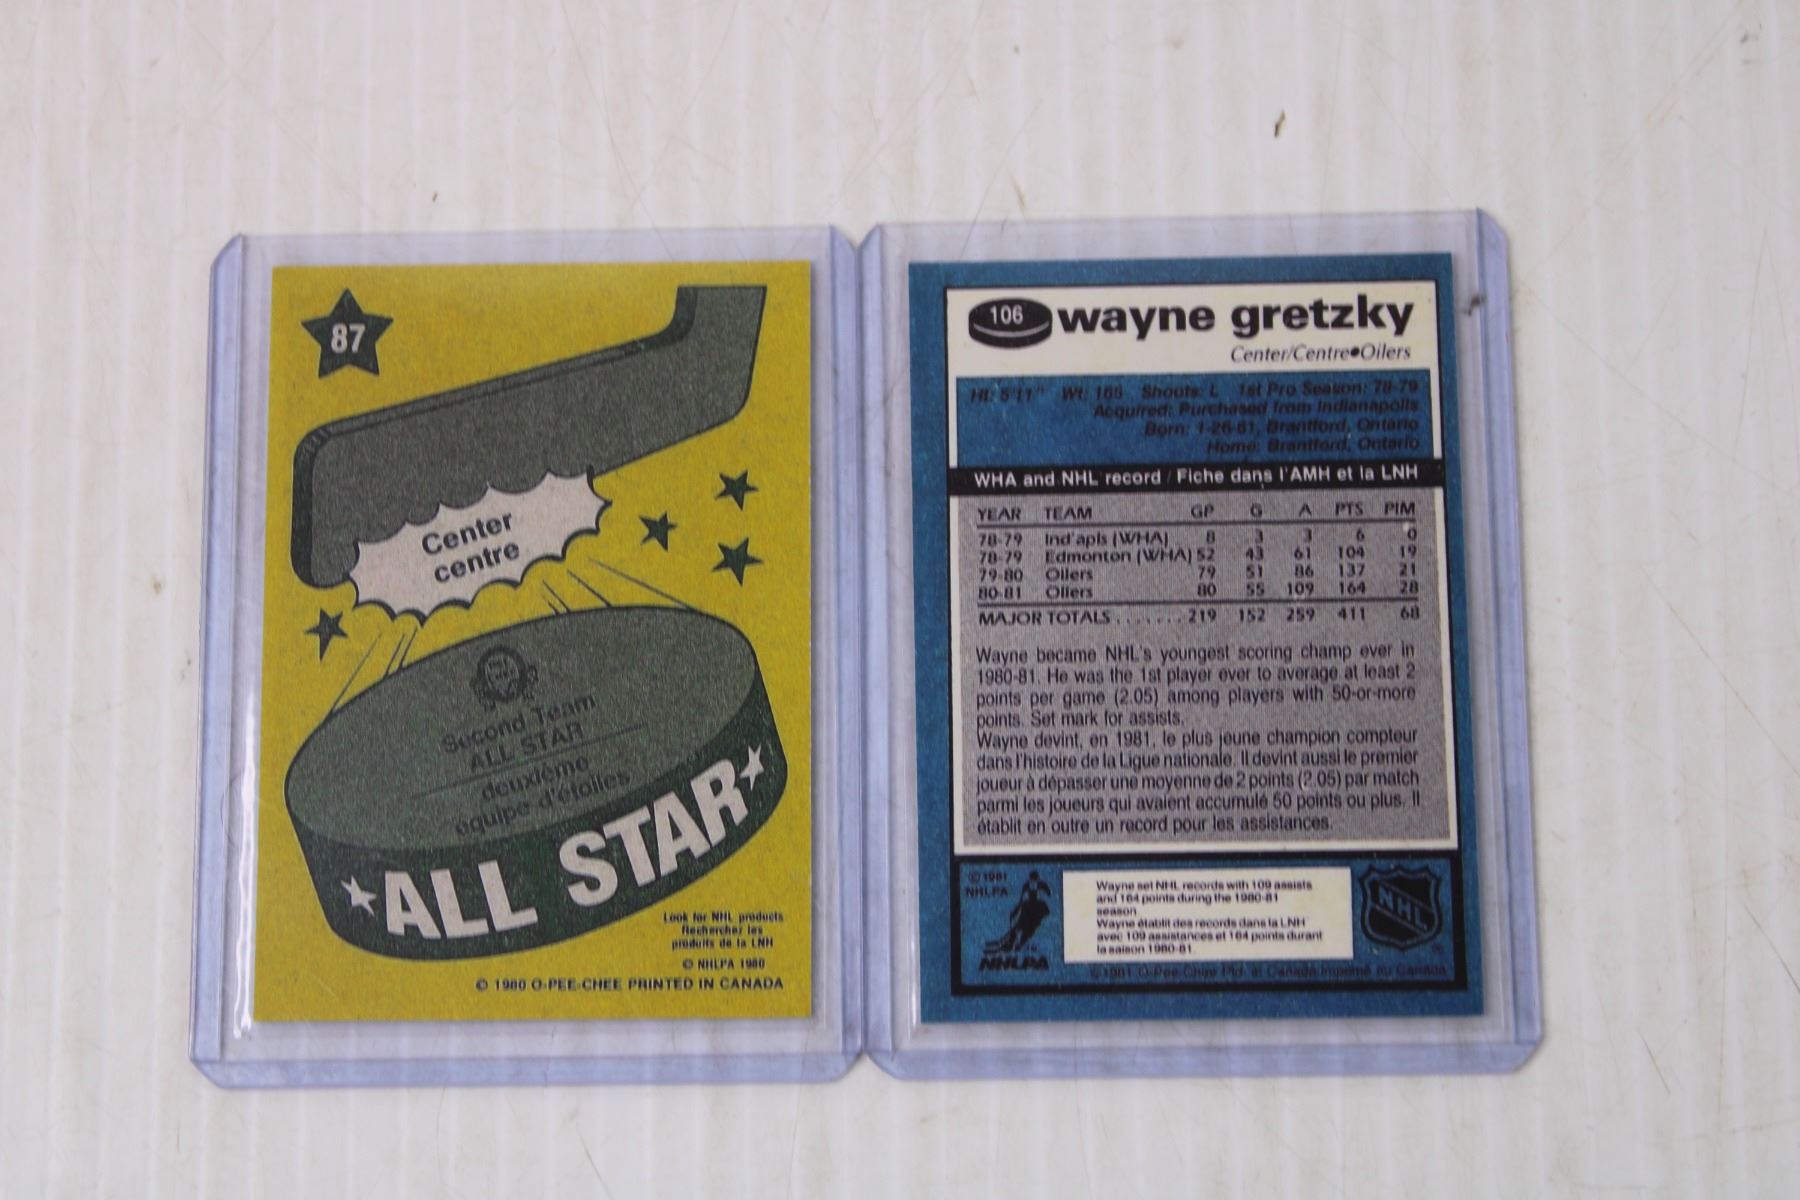 87
Center
centre
Second Team
ALL STAR
deuxième
équipe d'étoiles
ALL STAR
Look for NHL products
Recherchez les
produits de la LNH
© NHLPA 1980
© 1980 O-PEE-CHEE PRINTED IN CANADA
106 wayne gretzky
Center/Centre•Oilers
Ht: 5'11" Wt: 165 Shoots: L 1st Pro Season: 78-79
Acquired: Purchased from Indianapolis
Born: 1-26-61, Brantford, Ontario
Home: Brantford, Ontario
WHA and NHL record / Fiche dans l'AMH et la LNH
YEAR TEAM GP G A PTS PIM
78-79 Ind'apls (WHA) 8 3 3 6 0
78-79 Edmonton (WHA) 52 43 61 104 19
79-80 Oilers 79 51 86 137 21
80-81 Oilers 80 55 109 164 28
MAJOR TOTALS . . . . . . . 219 152 259 411 68
Wayne became NHL's youngest scoring champ ever in
1980-81. He was the 1st player ever to average at least 2
points per game (2.05) among players with 50-or-more
points. Set mark for assists.
Wayne devint, en 1981, le plus jeune champion compteur
dans l'histoire de la Ligue nationale. Il devint aussi le premier
joueur à dépasser une moyenne de 2 points (2.05) par match
parmi les joueurs qui avaient accumulé 50 points ou plus. Il
établit en outre un record pour les assistances.
© 1981
NHLPA
NHLPA
Wayne set NHL records with 109 assists
and 164 points during the 1980-81
season
Wayne établit des records dans la LNH
avec 109 assistances et 164 points durant
la saison 1980-81.
NHL
© 1981 O-Pee-Chee Ptd. in Canada/Imprimé au Canada